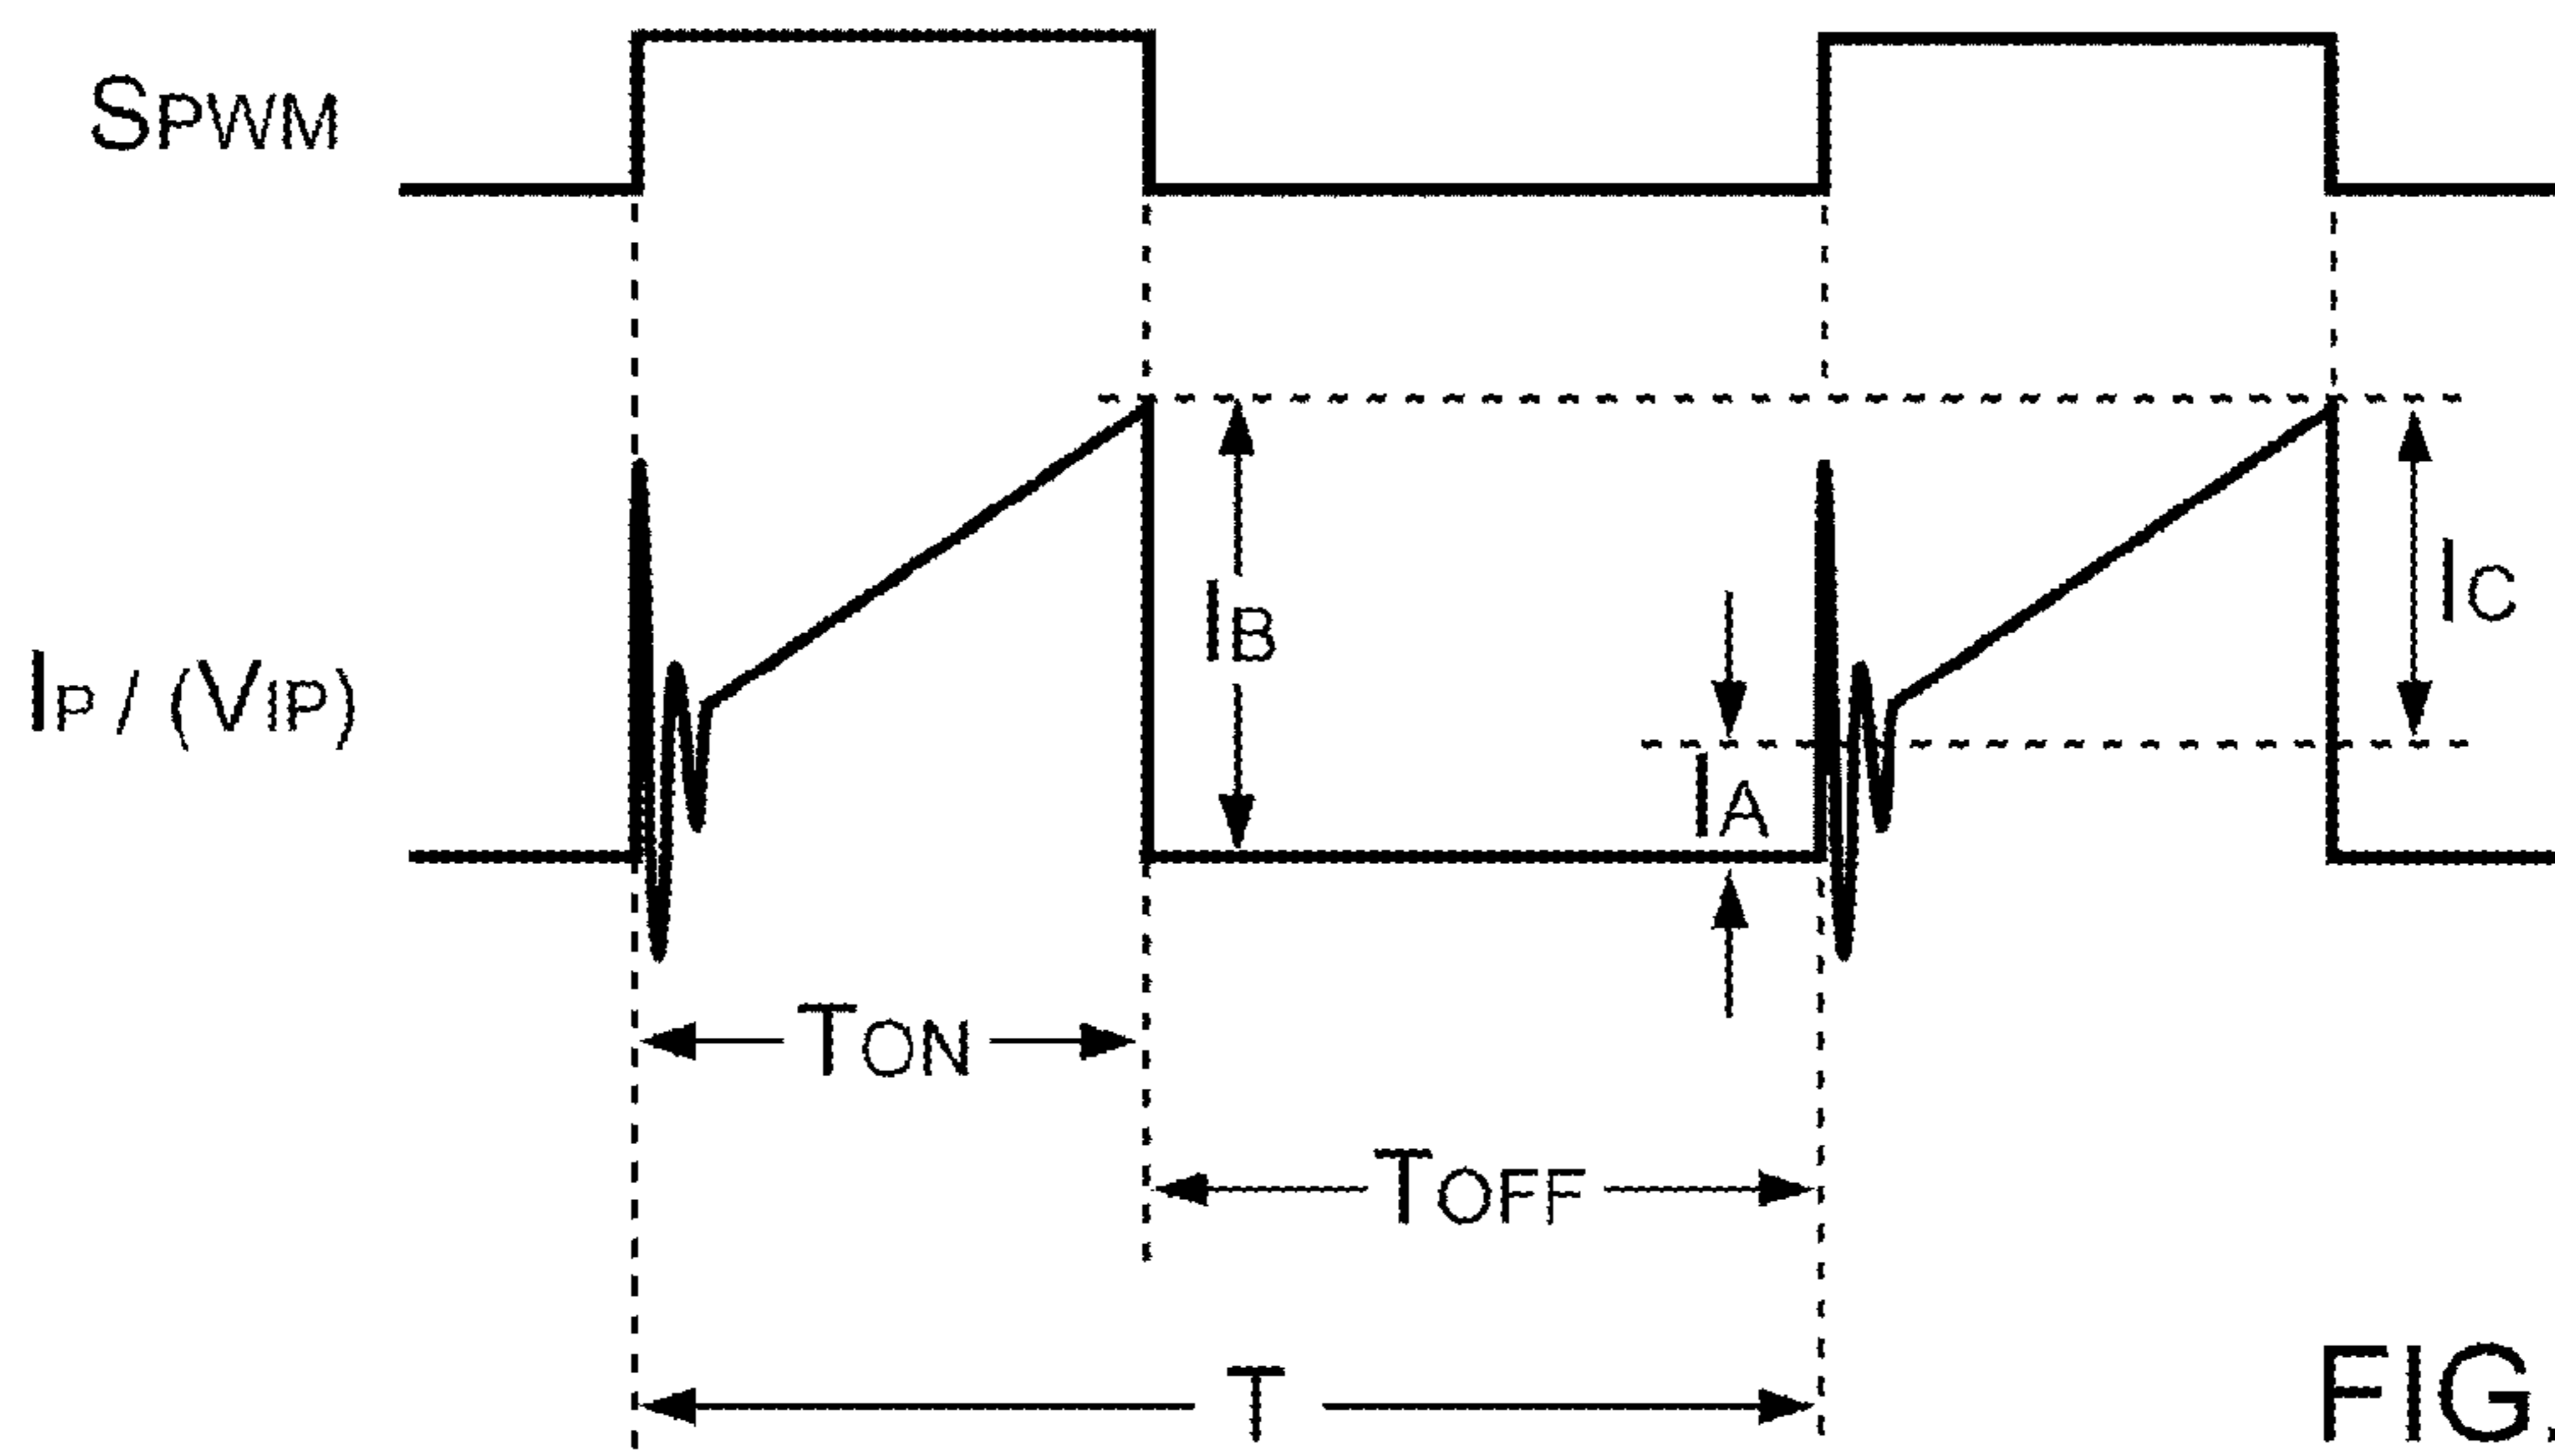 SPWM
IP / (VIP)
IB
IA
IC
TON
TOFF
T
FIG.